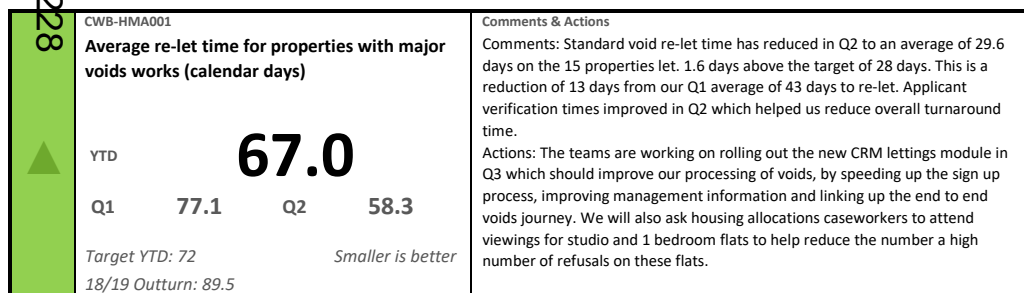 228
CWB-HMA001
Average re-let time for properties with major
voids works (calendar days)
YTD 67.0
Q1 77.1 Q2 58.3
Target YTD: 72 Smaller is better
18/19 Outturn: 89.5
Comments & Actions
Comments: Standard void re-let time has reduced in Q2 to an average of 29.6
days on the 15 properties let. 1.6 days above the target of 28 days. This is a
reduction of 13 days from our Q1 average of 43 days to re-let. Applicant
verification times improved in Q2 which helped us reduce overall turnaround
time.
Actions: The teams are working on rolling out the new CRM lettings module in
Q3 which should improve our processing of voids, by speeding up the sign up
process, improving management information and linking up the end to end
voids journey. We will also ask housing allocations caseworkers to attend
viewings for studio and 1 bedroom flats to help reduce the number a high
number of refusals on these flats.